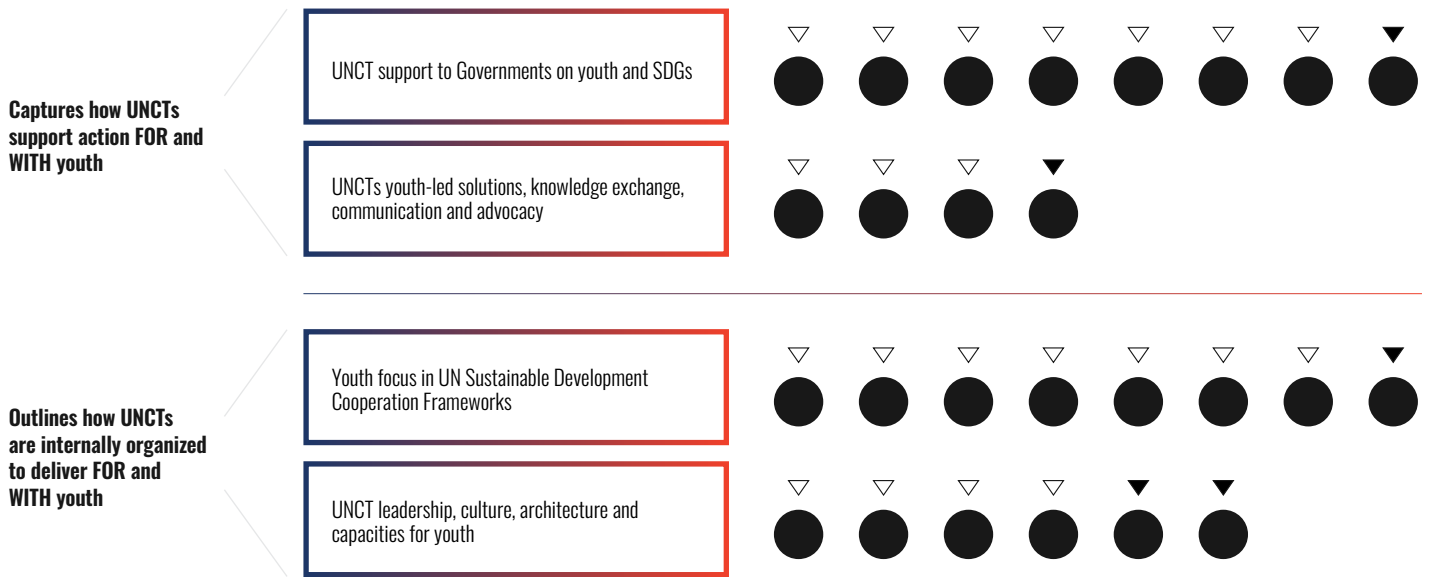 Captures how UNCTs
support action FOR and
WITH youth
UNCT support to Governments on youth and SDGs
UNCTs youth-led solutions, knowledge exchange,
communication and advocacy
Outlines how UNCTs
are internally organized
to deliver FOR and
WITH youth
Youth focus in UN Sustainable Development
Cooperation Frameworks
UNCT leadership, culture, architecture and
capacities for youth